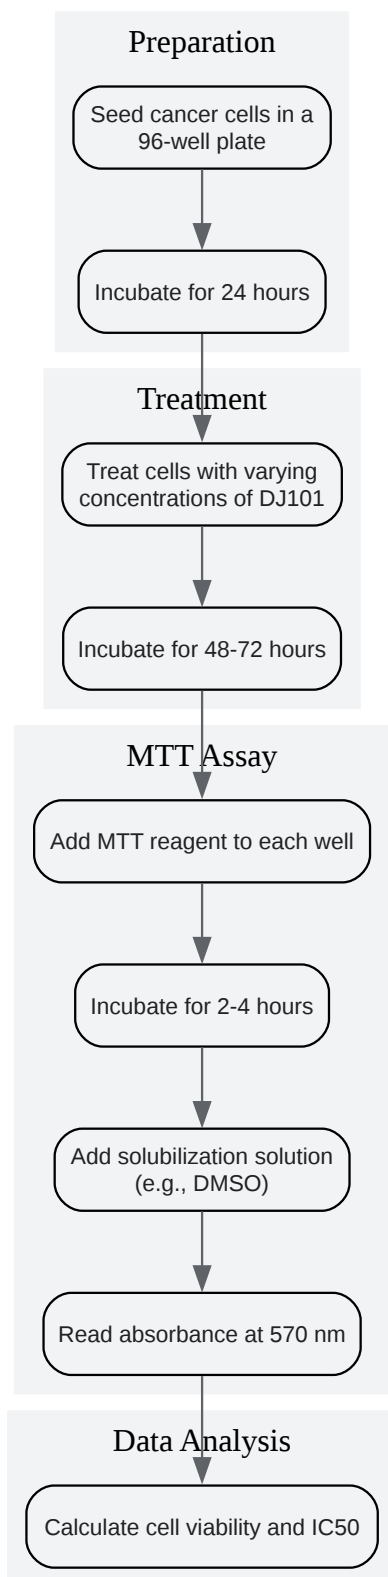 Preparation
Seed cancer cells in a
96-well plate
Incubate for 24 hours
Treatment
Treat cells with varying
concentrations of DJ101
Incubate for 48-72 hours
MTT Assay
Add MTT reagent to each well
Incubate for 2-4 hours
Add solubilization solution
(e.g., DMSO)
Read absorbance at 570 nm
Data Analysis
Calculate cell viability and IC50